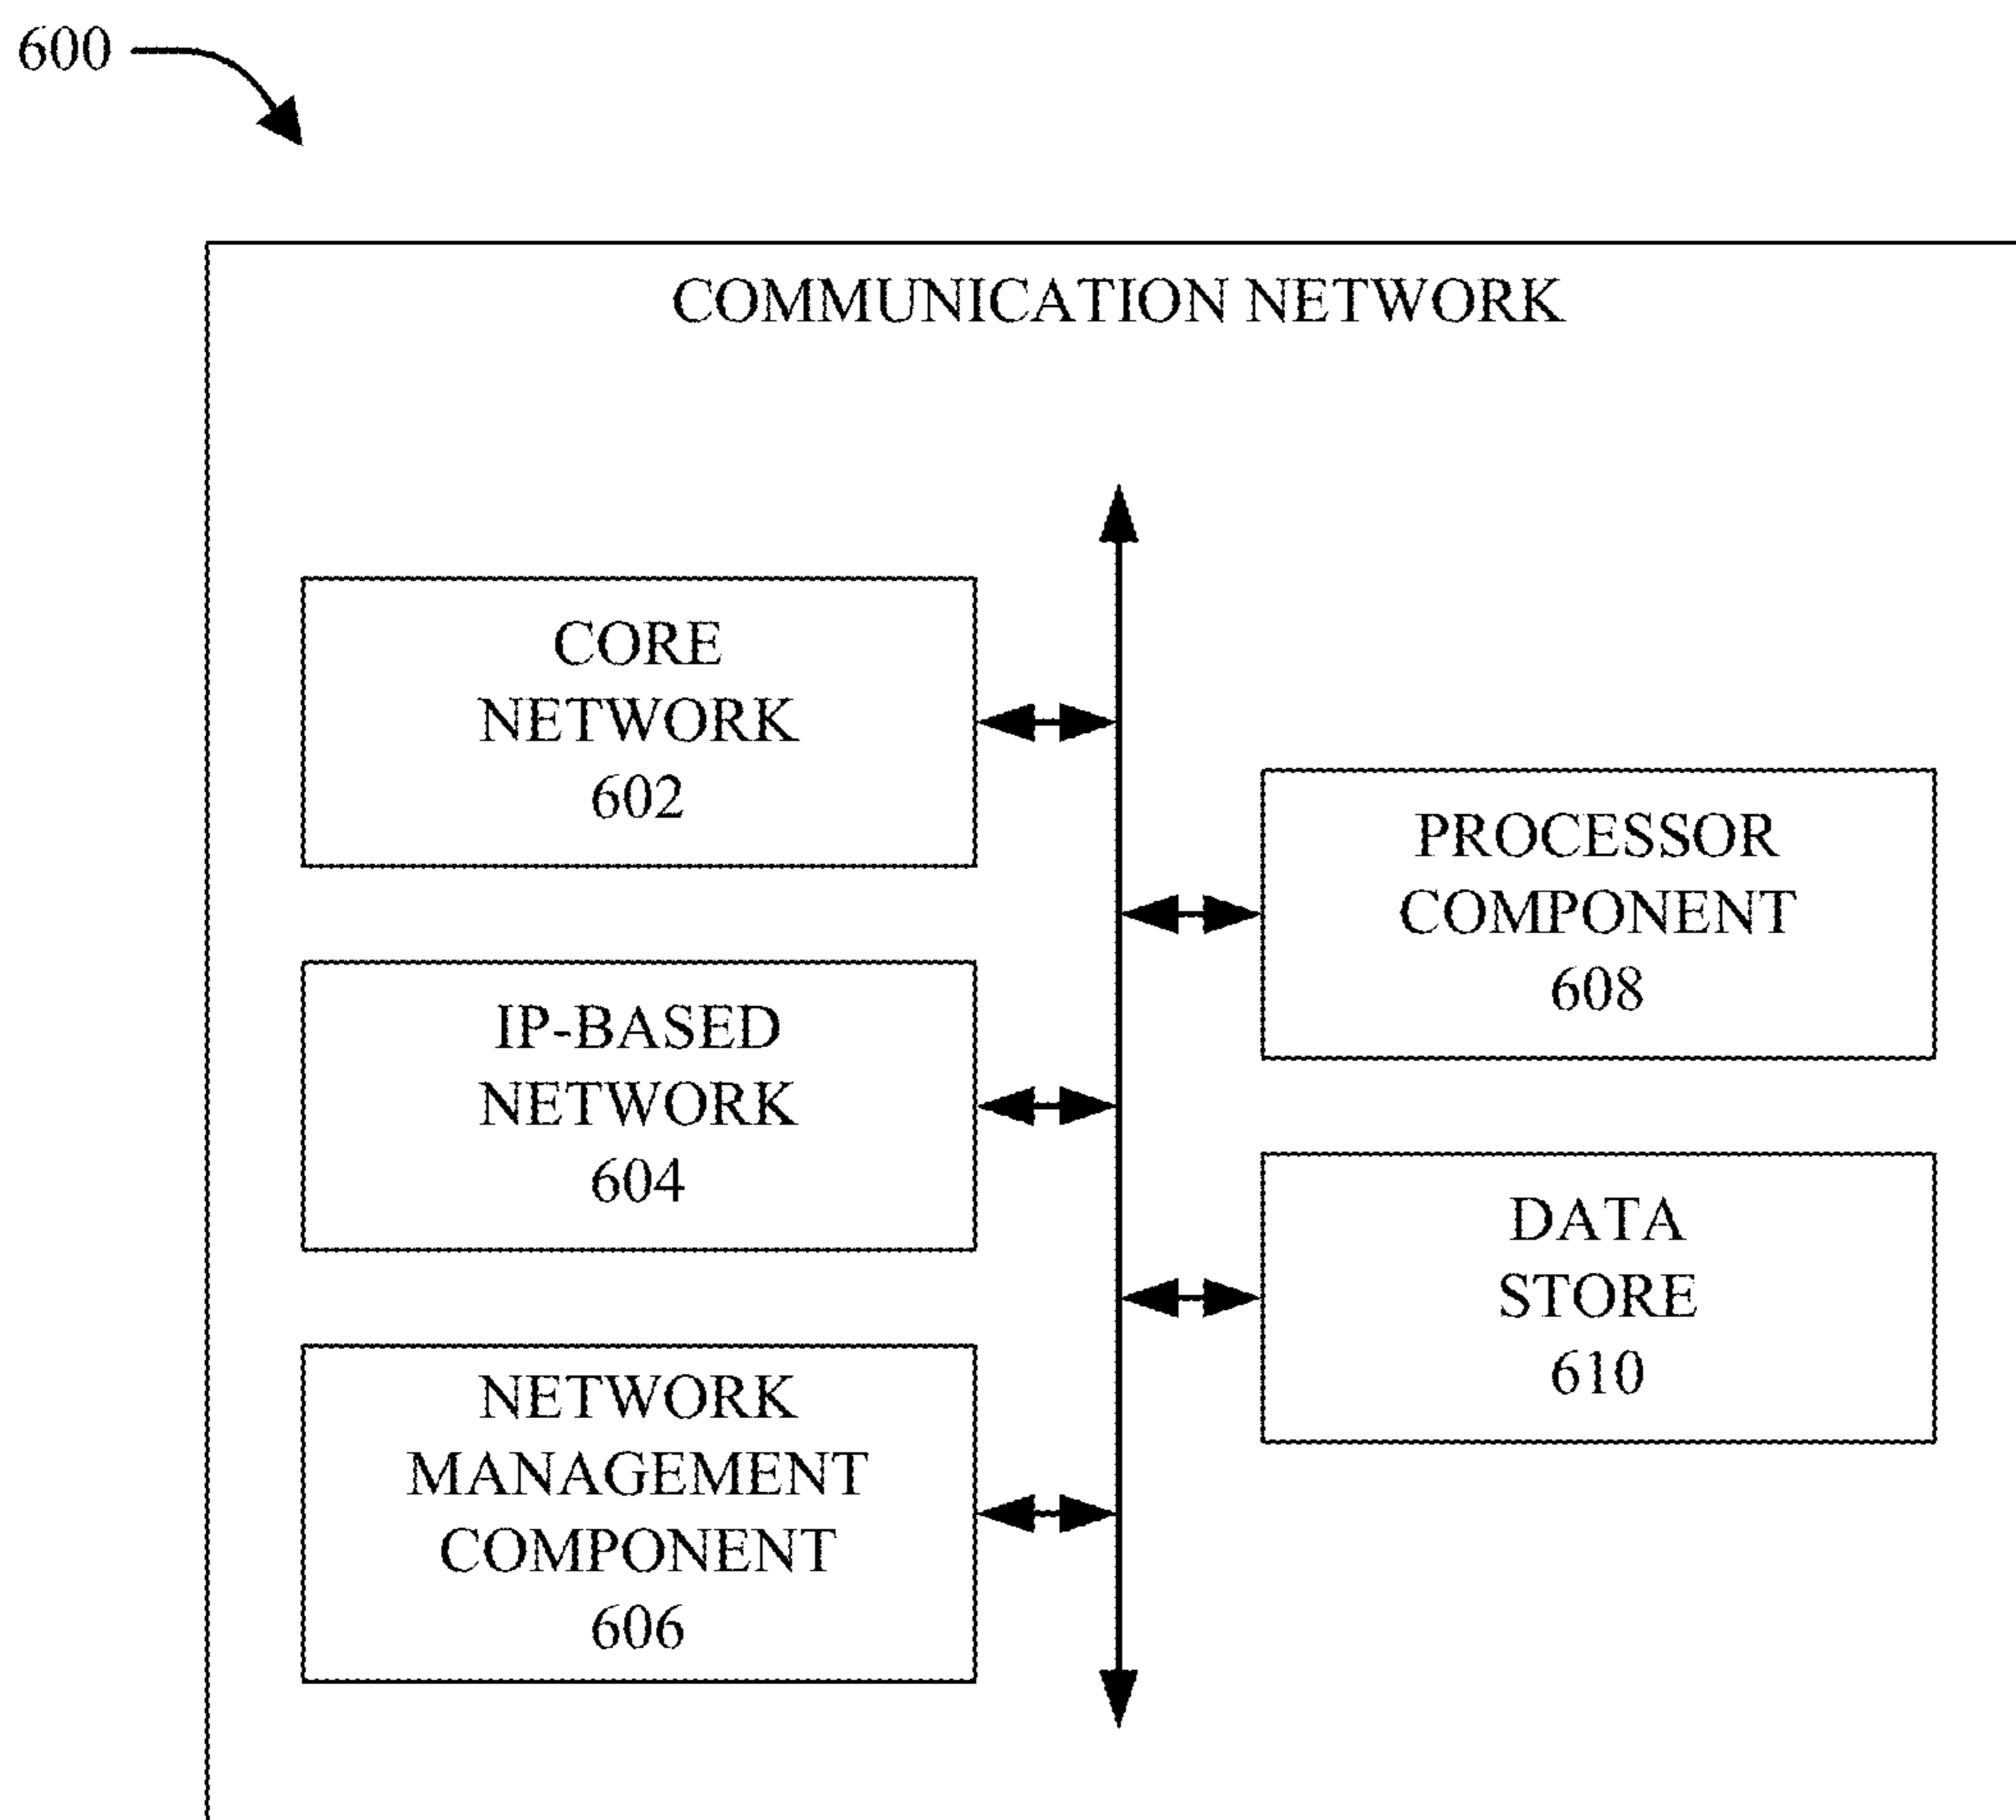 600
COMMUNICATION NETWORK
CORE
NETWORK
602
PROCESSOR
COMPONENT
608
IP-BASED
NETWORK
604
DATA
STORE
610
NETWORK
MANAGEMENT
COMPONENT
606